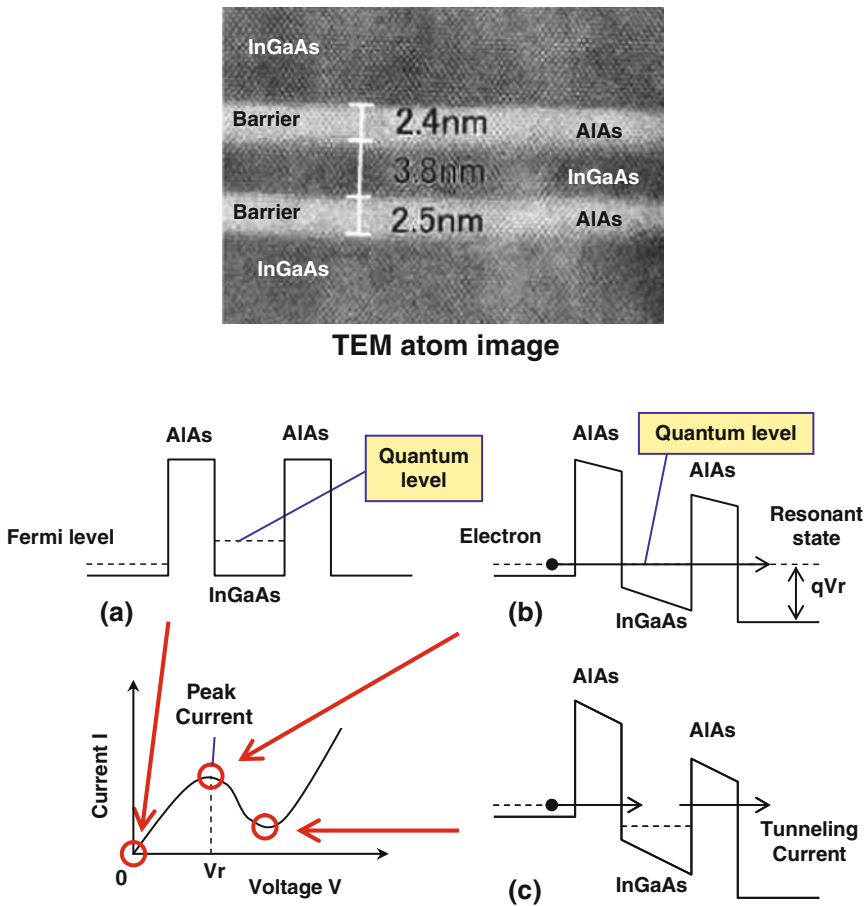 InGaAs
Barrier
2.4nm
AlAs
3.8nm
InGaAs
Barrier
2.5nm
AlAs
InGaAs
TEM atom image
AlAs
AlAs
Quantum
level
Fermi level
InGaAs
(a)
Quantum level
AlAs
AlAs
Electron
Resonant
state
qVr
InGaAs
(b)
Peak
Current
Current I
0
Vr
Voltage V
AlAs
AlAs
Tunneling
Current
InGaAs
(c)